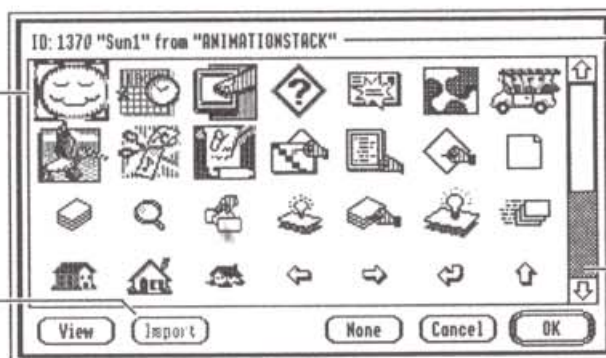 ID: 1370 "Sun1" from "ANIMATIONSTACK"
?
View Import None Cancel OK